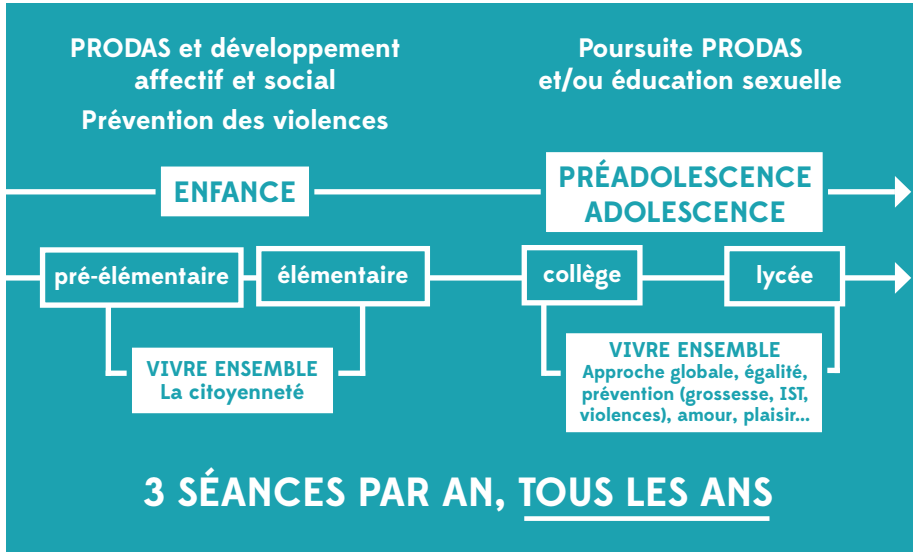 PRODAS et développement
affectif et social
Prévention des violences
Poursuite PRODAS
et/ou éducation sexuelle
ENFANCE
PRÉADOLESCENCE
ADOLESCENCE
pré-élémentaire
élémentaire
collège
lycée
VIVRE ENSEMBLE
La citoyenneté
VIVRE ENSEMBLE
Approche globale, égalité,
prévention (grossesse, IST,
violences), amour, plaisir...
3 SÉANCES PAR AN, TOUS LES ANS